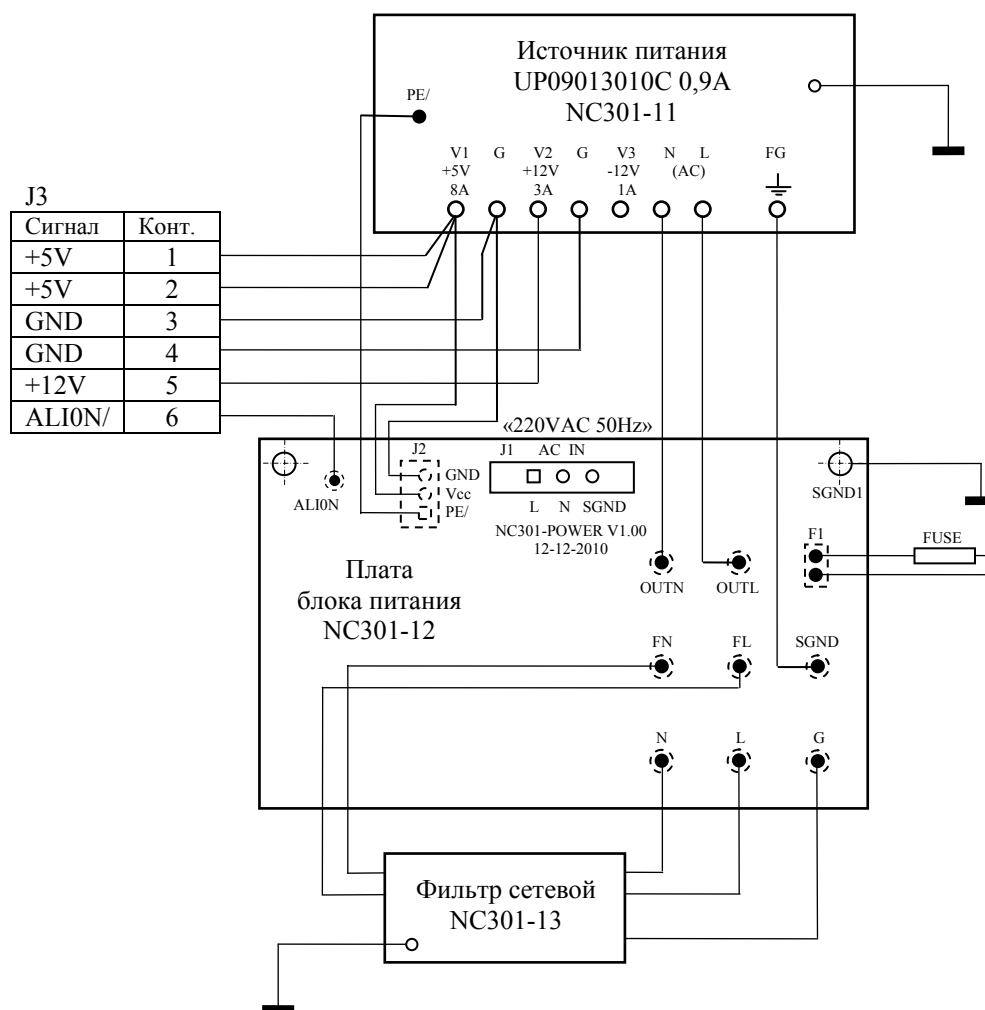 Источник питания
UP09013010C 0,9A
NC301-11
PE/
V1 G V2 G V3 N L FG
+5V +12V -12V (AC)
8A 3A 1A
J3
Сигнал Конт.
+5V 1
+5V 2
GND 3
GND 4
+12V 5
ALI0N/ 6
«220VAC 50Hz»
J2 J1 AC IN
GND
Vcc
PE/
L N SGND
ALI0N
SGND1
NC301-POWER V1.00
12-12-2010
F1 FUSE
Плата
блока питания
NC301-12
OUTN OUTL
FN FL SGND
N L G
Фильтр сетевой
NC301-13